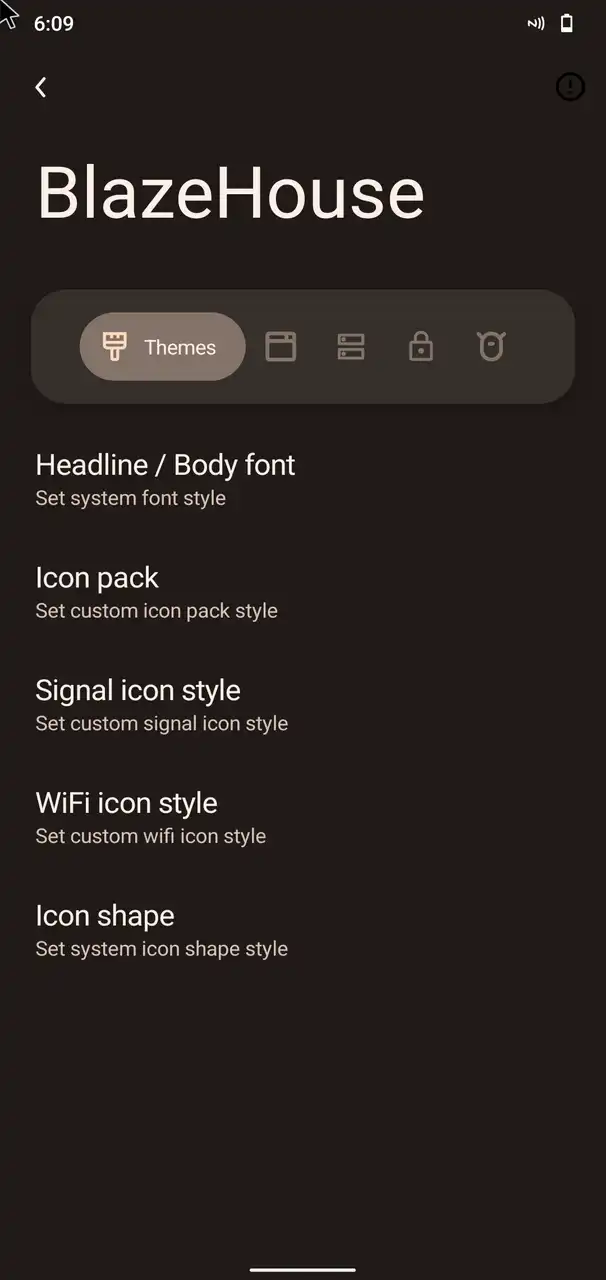 6:09
BlazeHouse
Themes
Headline / Body font
Set system font style
Icon pack
Set custom icon pack style
Signal icon style
Set custom signal icon style
WiFi icon style
Set custom wifi icon style
Icon shape
Set system icon shape style